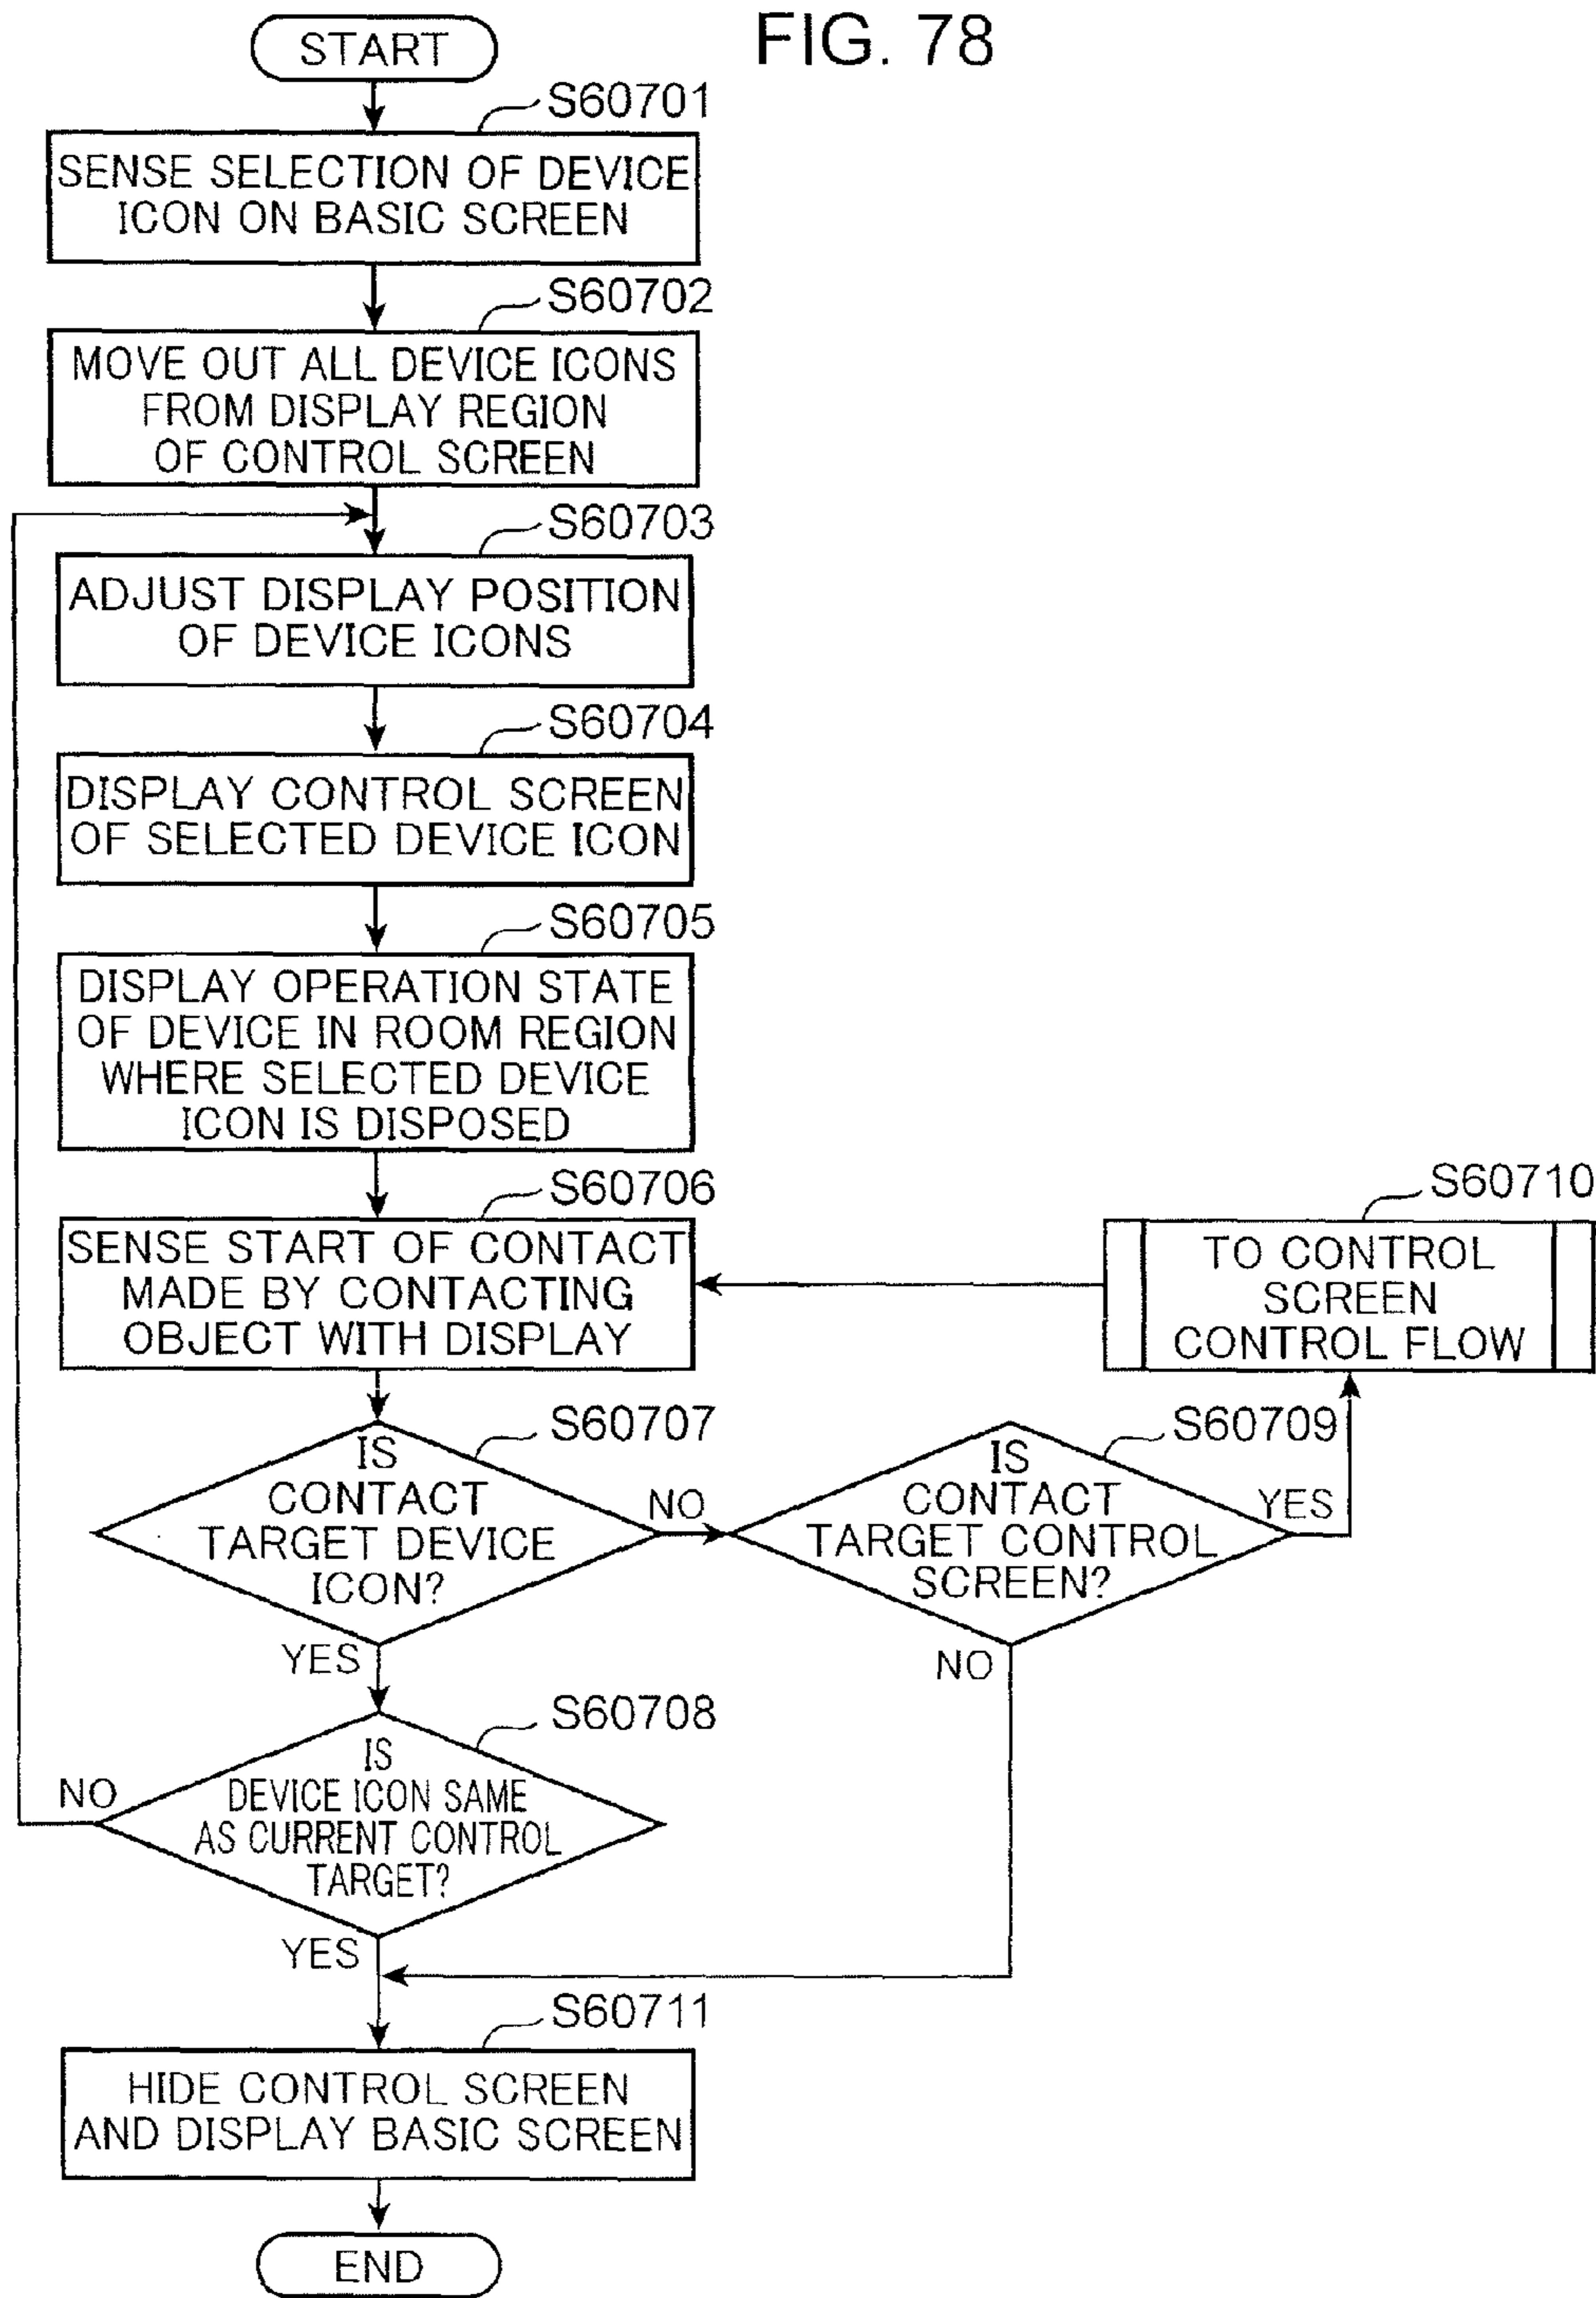 FIG. 78
START
S60701
SENSE SELECTION OF DEVICE
ICON ON BASIC SCREEN
S60702
MOVE OUT ALL DEVICE ICONS
FROM DISPLAY REGION
OF CONTROL SCREEN
S60703
ADJUST DISPLAY POSITION
OF DEVICE ICONS
S60704
DISPLAY CONTROL SCREEN
OF SELECTED DEVICE ICON
S60705
DISPLAY OPERATION STATE
OF DEVICE IN ROOM REGION
WHERE SELECTED DEVICE
ICON IS DISPOSED
S60706
SENSE START OF CONTACT
MADE BY CONTACTING
OBJECT WITH DISPLAY
S60710
TO CONTROL
SCREEN
CONTROL FLOW
S60707
IS
CONTACT
TARGET DEVICE
ICON?
NO
YES
S60709
IS
CONTACT
TARGET CONTROL
SCREEN?
YES
NO
S60708
IS
DEVICE ICON SAME
AS CURRENT CONTROL
TARGET?
NO
YES
S60711
HIDE CONTROL SCREEN
AND DISPLAY BASIC SCREEN
END